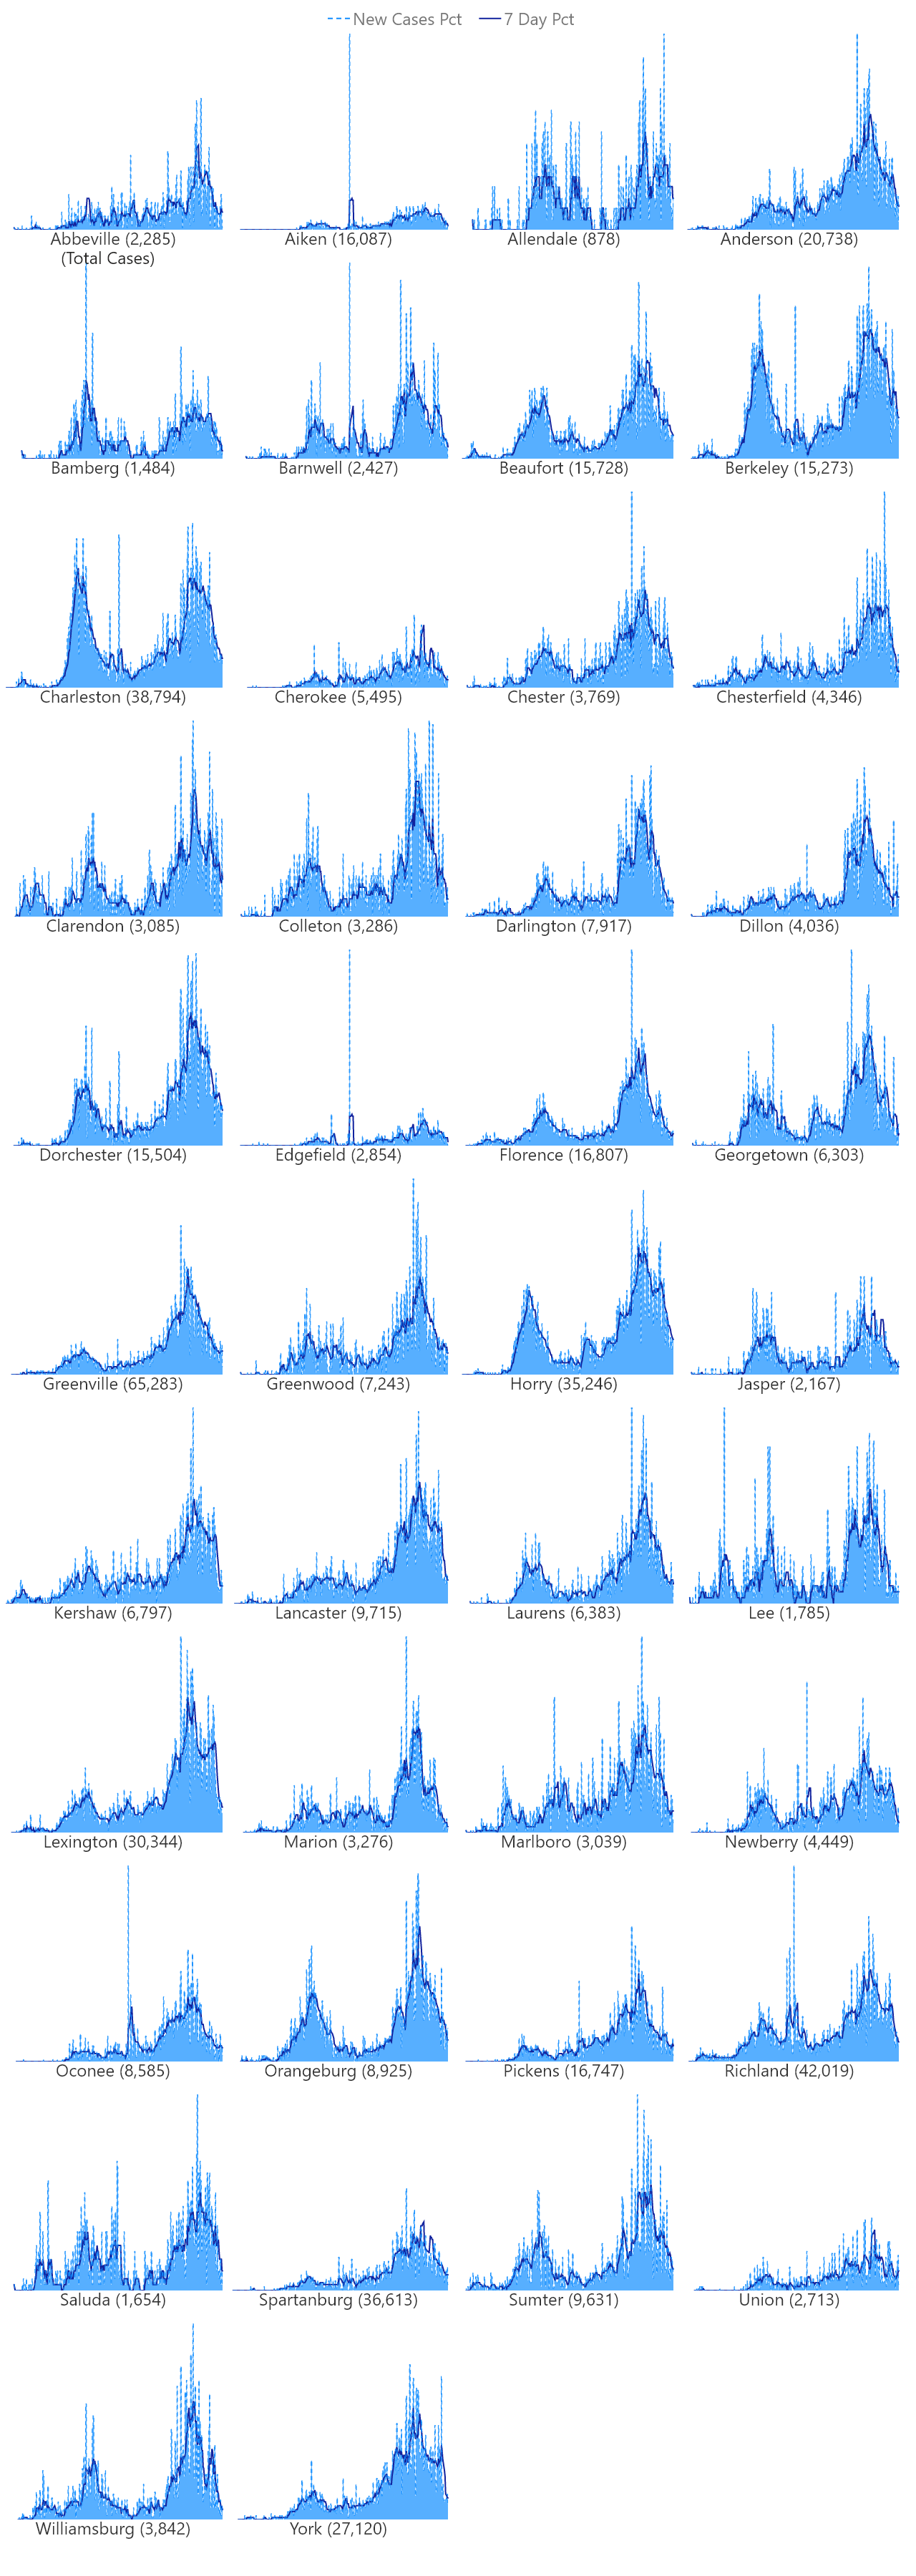 New Cases Pct 7 Day Pct
Abbeville (2,285) Aiken (16,087) Allendale (878) Anderson (20,738)
(Total Cases)
Bamberg (1,484) Barnwell (2,427) Beaufort (15,728) Berkeley (15,273)
Charleston (38,794) Cherokee (5,495) Chester (3,769) Chesterfield (4,346)
Clarendon (3,085) Colleton (3,286) Darlington (7,917) Dillon (4,036)
Dorchester (15,504) Edgefield (2,854) Florence (16,807) Georgetown (6,303)
Greenville (65,283) Greenwood (7,243) Horry (35,246) Jasper (2,167)
Kershaw (6,797) Lancaster (9,715) Laurens (6,383) Lee (1,785)
Lexington (30,344) Marion (3,276) Marlboro (3,039) Newberry (4,449)
Oconee (8,585) Orangeburg (8,925) Pickens (16,747) Richland (42,019)
Saluda (1,654) Spartanburg (36,613) Sumter (9,631) Union (2,713)
Williamsburg (3,842) York (27,120)